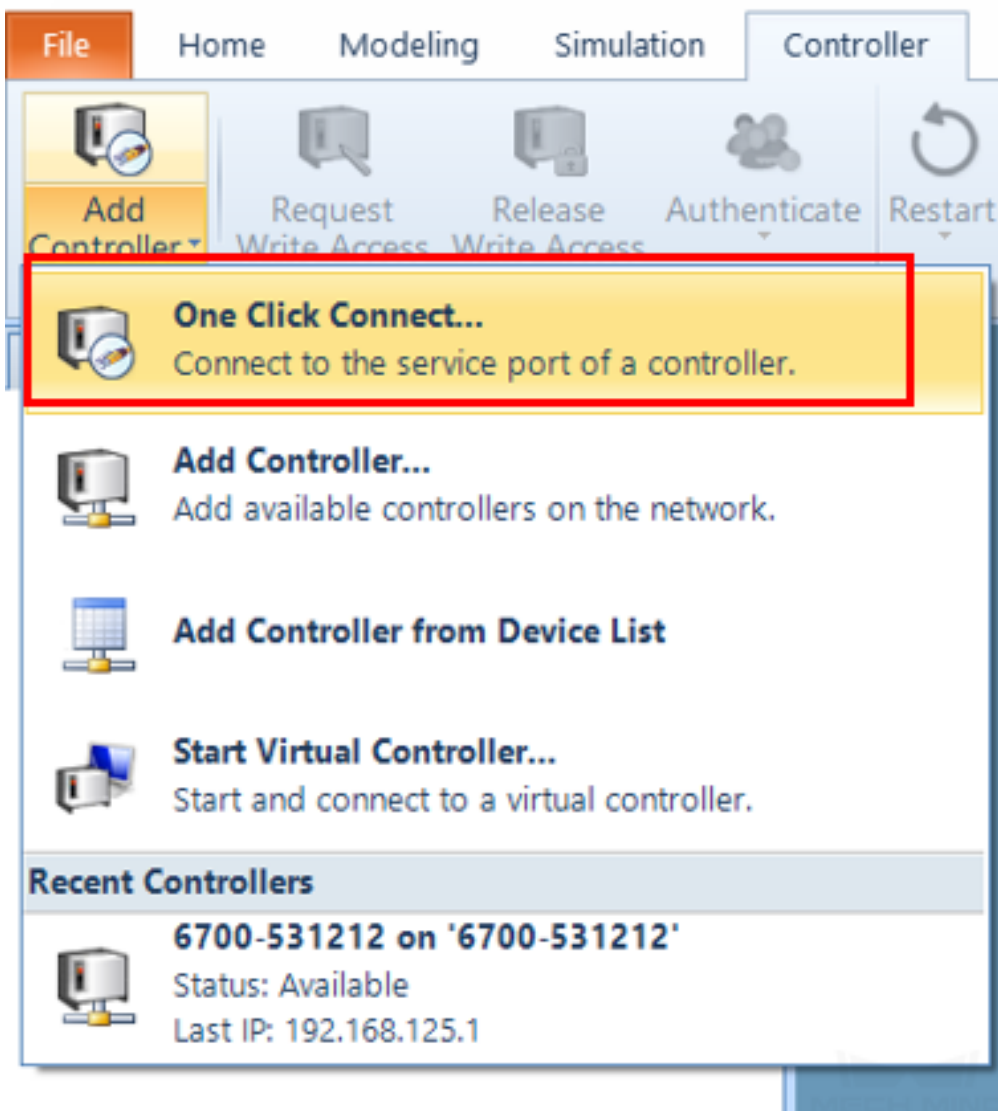 File Home Modeling Simulation Controller
Add Controller
Request Write Access
Release Write Access
Authenticate
Restart
One Click Connect...
Connect to the service port of a controller.
Add Controller...
Add available controllers on the network.
Add Controller from Device List
Start Virtual Controller...
Start and connect to a virtual controller.
Recent Controllers
6700-531212 on '6700-531212'
Status: Available
Last IP: 192.168.125.1